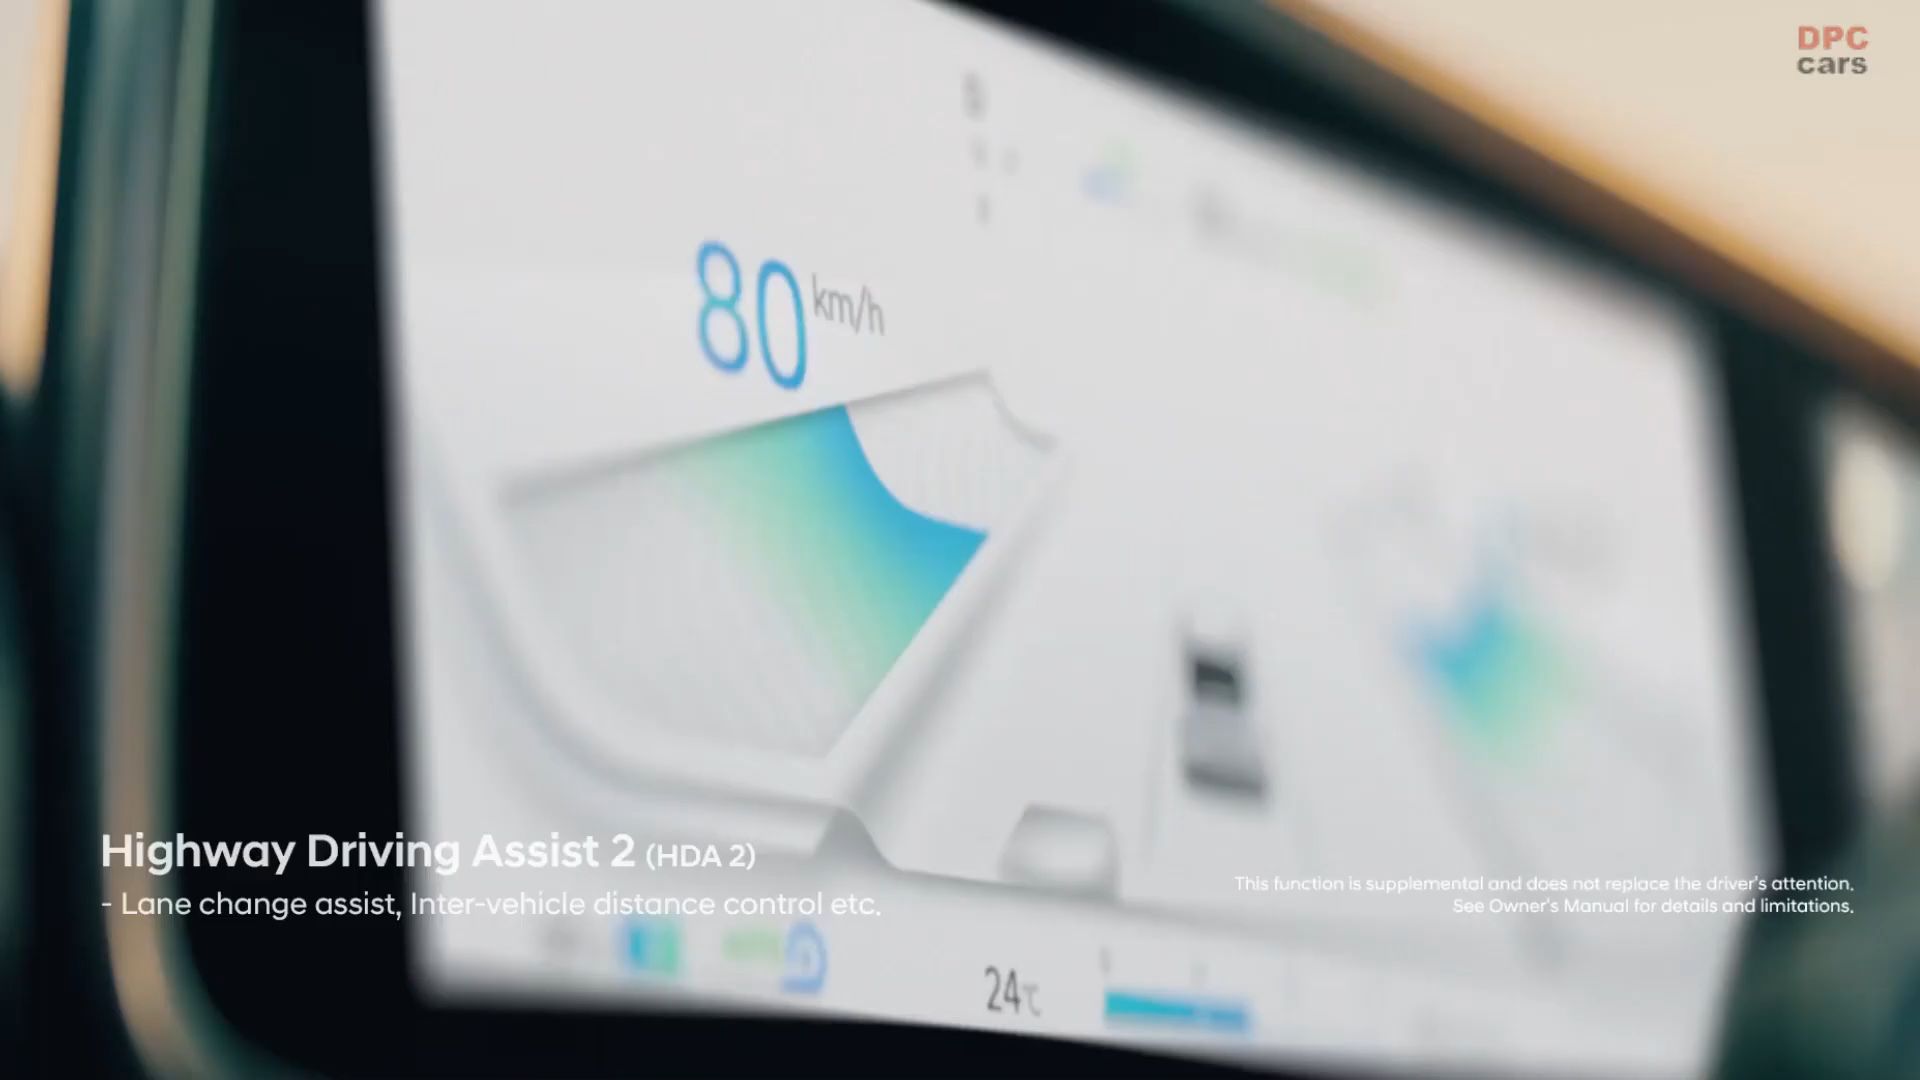 DPC
cars
80 km/h
Highway Driving Assist 2 (HDA 2)
- Lane change assist, Inter-vehicle distance control etc.
This function is supplemental and does not replace the driver's attention.
See Owner's Manual for details and limitations.
24℃